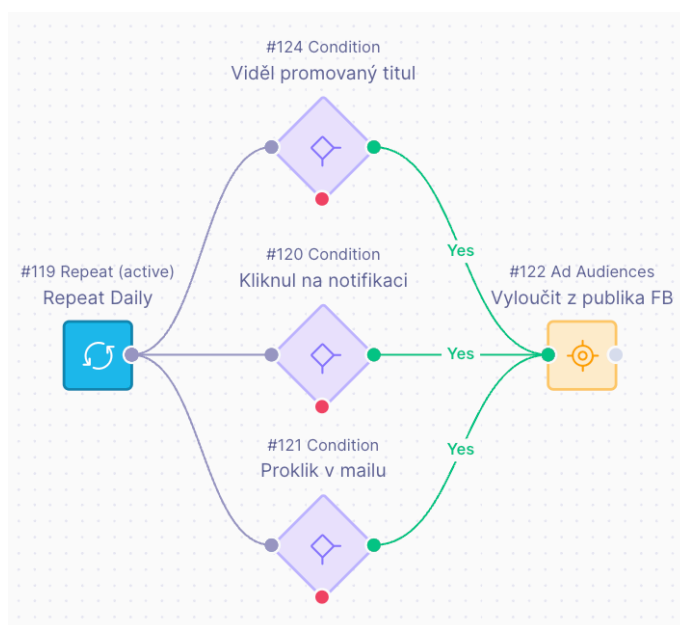 #124 Condition
Viděl promovaný titul
Yes
#120 Condition
Kliknul na notifikaci
#119 Repeat (active)
Repeat Daily
#122 Ad Audiences
Vyloučit z publika FB
Yes
#121 Condition
Proklik v mailu
Yes